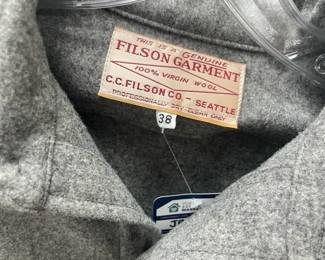 THIS IS A GENUINE
FILSON GARMENT
100% VIRGIN WOOL
C.C. FILSON CO. - SEATTLE
PROFESSIONALLY DRY CLEAN ONLY
38